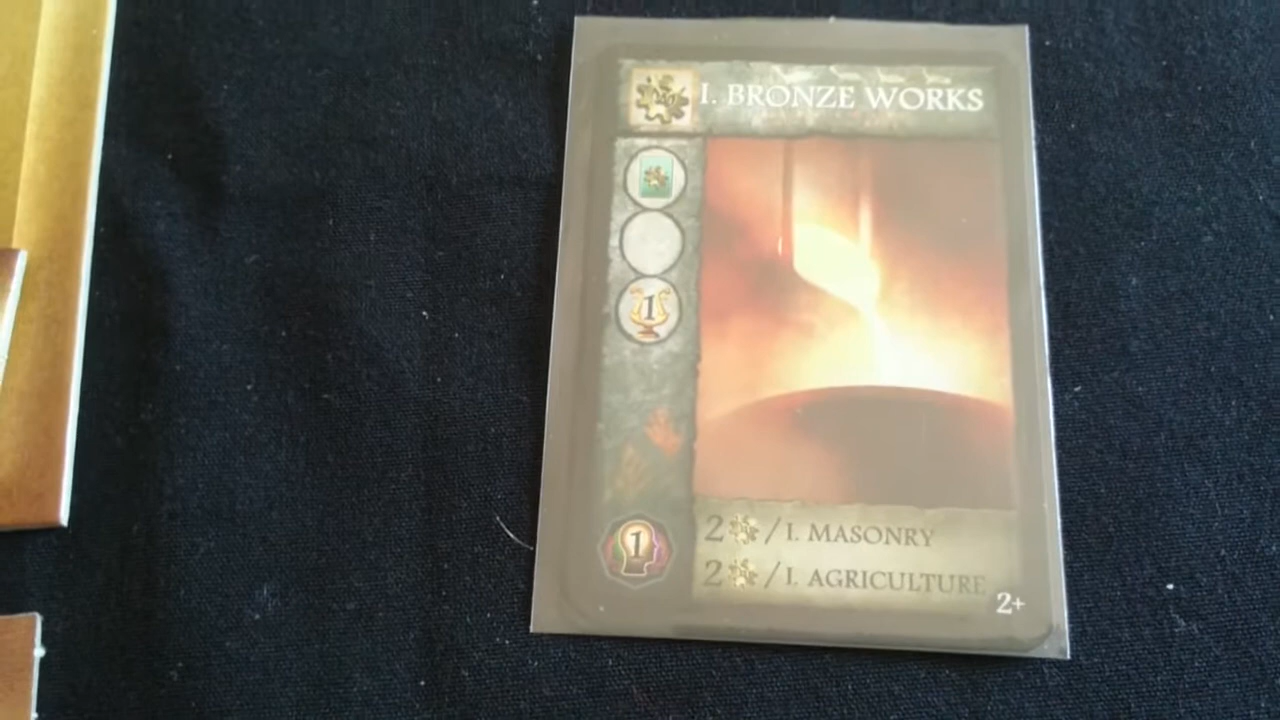 I. BRONZE WORKS
1
1
2 / I. MASONRY
2 / I. AGRICULTURE
2+